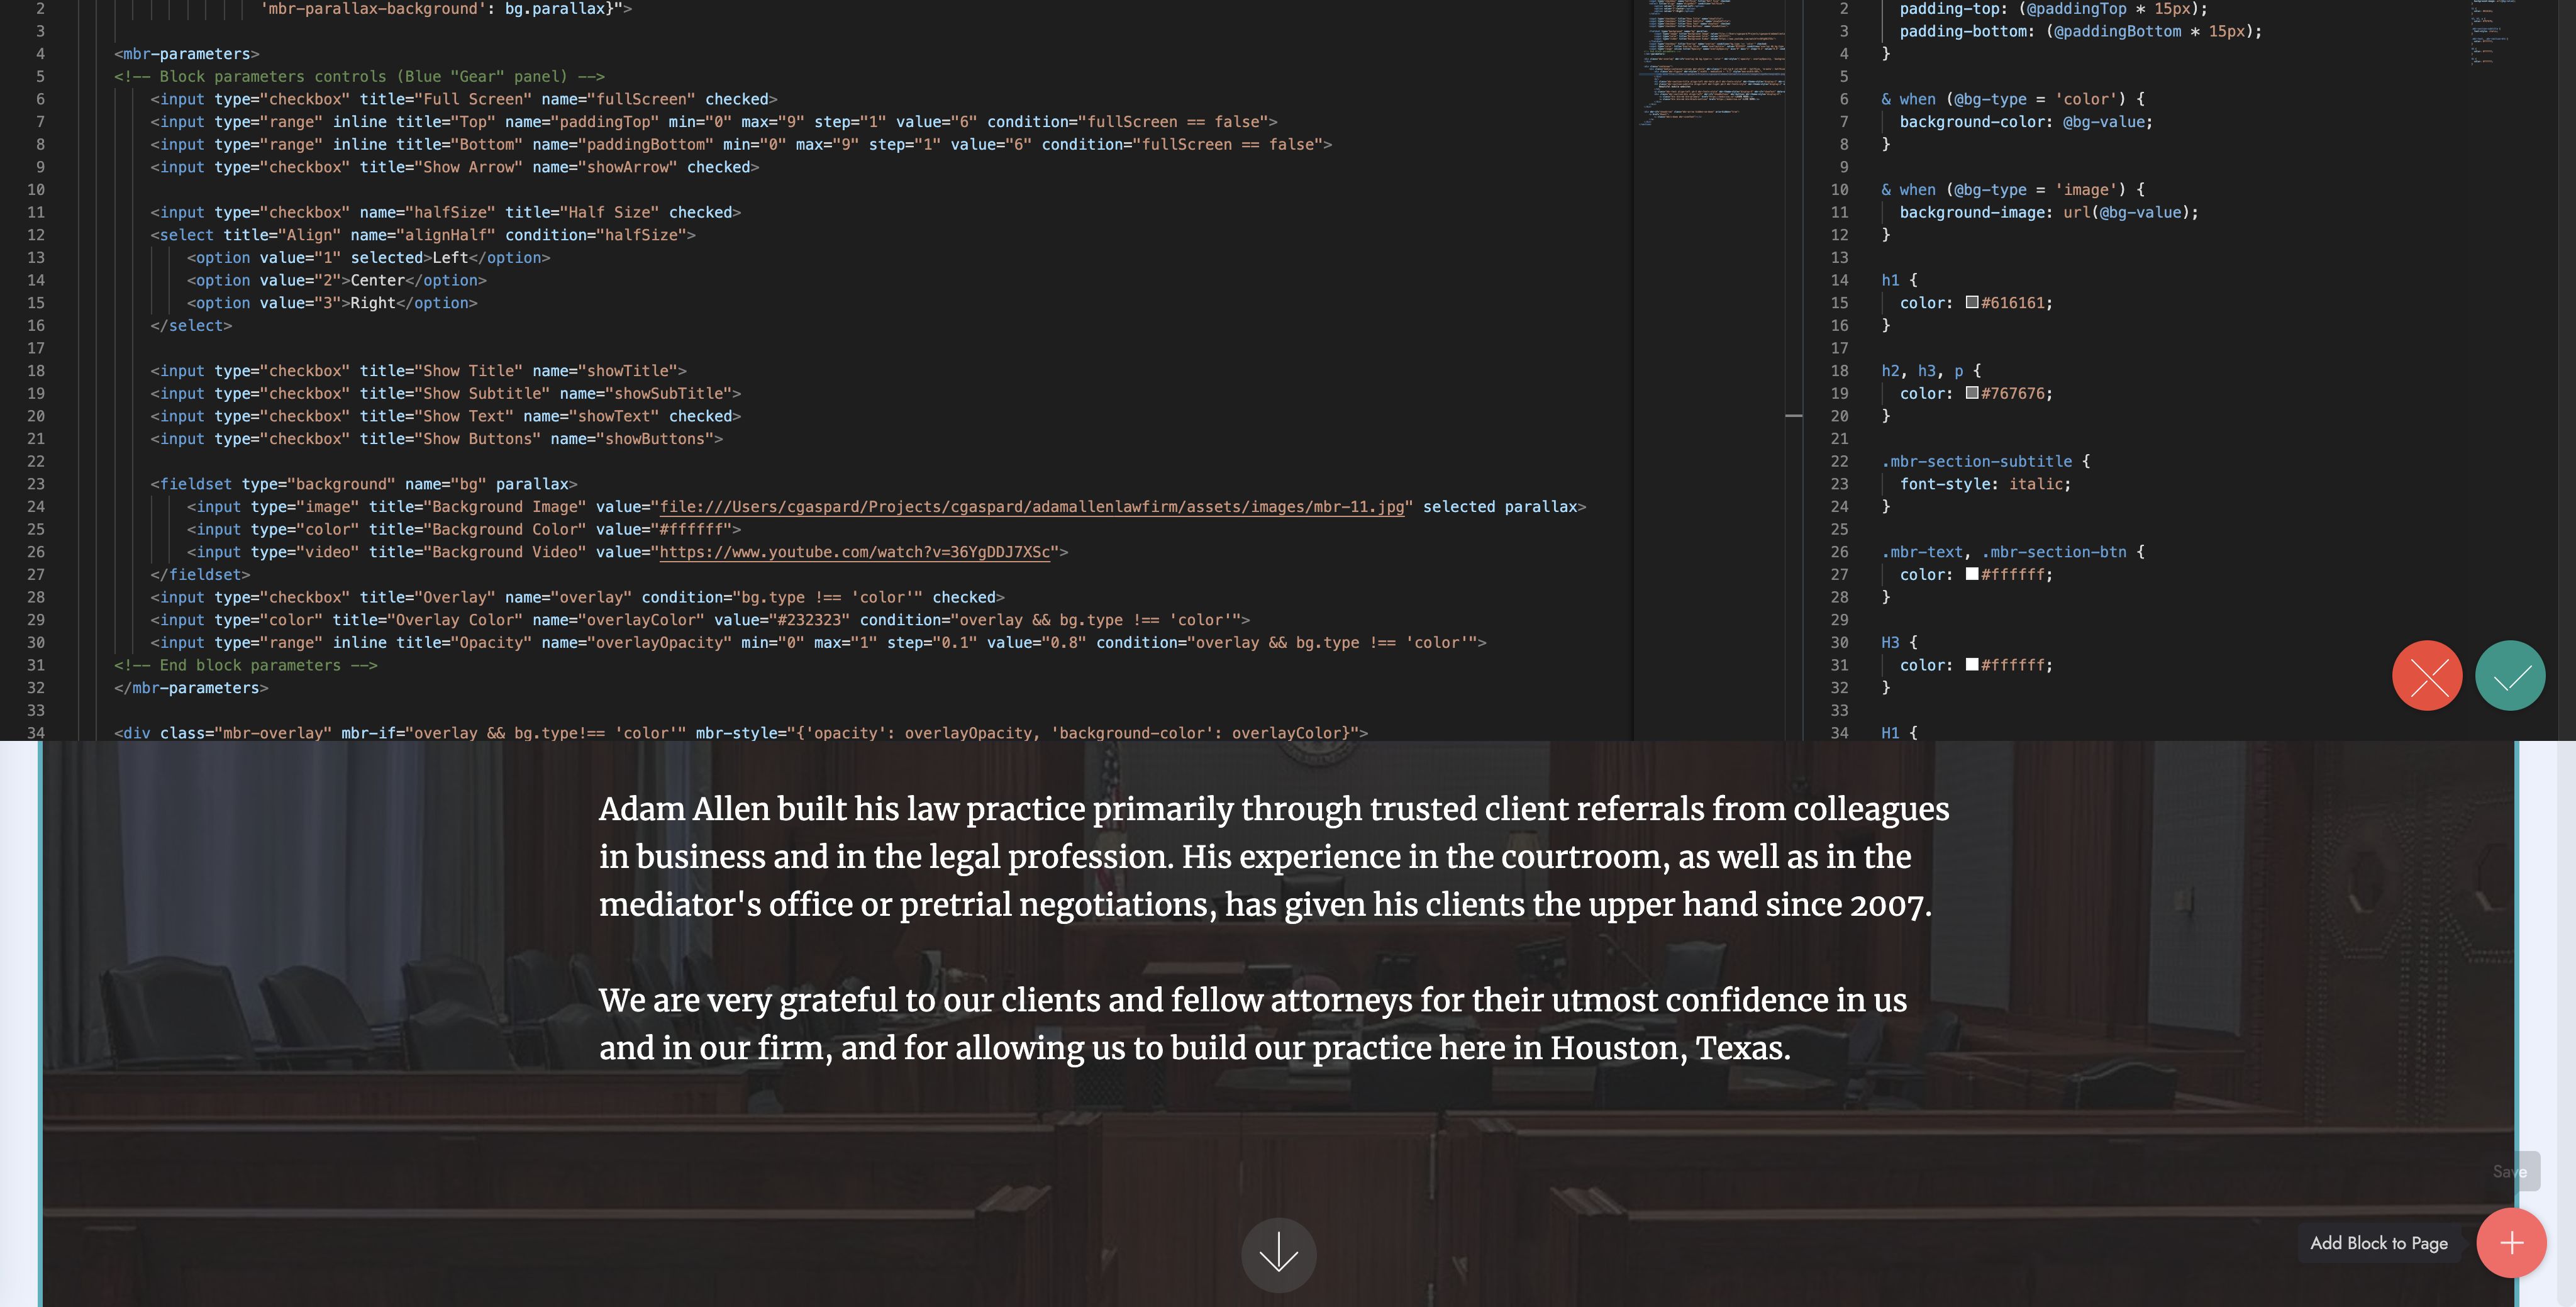 2 'mbr-parallax-background': bg.parallax}">
3
4 <mbr-parameters>
5 <!-- Block parameters controls (Blue "Gear" panel) -->
6 <input type="checkbox" title="Full Screen" name="fullScreen" checked>
7 <input type="range" inline title="Top" name="paddingTop" min="0" max="9" step="1" value="6" condition="fullScreen == false">
8 <input type="range" inline title="Bottom" name="paddingBottom" min="0" max="9" step="1" value="6" condition="fullScreen == false">
9 <input type="checkbox" title="Show Arrow" name="showArrow" checked>
10
11 <input type="checkbox" name="halfSize" title="Half Size" checked>
12 <select title="Align" name="alignHalf" condition="halfSize">
13 <option value="1" selected>Left</option>
14 <option value="2">Center</option>
15 <option value="3">Right</option>
16 </select>
17
18 <input type="checkbox" title="Show Title" name="showTitle">
19 <input type="checkbox" title="Show Subtitle" name="showSubTitle">
20 <input type="checkbox" title="Show Text" name="showText" checked>
21 <input type="checkbox" title="Show Buttons" name="showButtons">
22
23 <fieldset type="background" name="bg" parallax>
24 <input type="image" title="Background Image" value="file:///Users/cgaspard/Projects/cgaspard/adamallenlawfirm/assets/images/mbr-11.jpg" selected parallax>
25 <input type="color" title="Background Color" value="#ffffff">
26 <input type="video" title="Background Video" value="https://www.youtube.com/watch?v=36YgDDJ7XSc">
27 </fieldset>
28 <input type="checkbox" title="Overlay" name="overlay" condition="bg.type !== 'color'" checked>
29 <input type="color" title="Overlay Color" name="overlayColor" value="#232323" condition="overlay && bg.type !== 'color'">
30 <input type="range" inline title="Opacity" name="overlayOpacity" min="0" max="1" step="0.1" value="0.8" condition="overlay && bg.type !== 'color'">
31 <!-- End block parameters -->
32 </mbr-parameters>
33
34 <div class="mbr-overlay" mbr-if="overlay && bg.type!== 'color'" mbr-style="{'opacity': overlayOpacity, 'background-color': overlayColor}">
2 padding-top: (@paddingTop * 15px);
3 padding-bottom: (@paddingBottom * 15px);
4 }
5
6 & when (@bg-type = 'color') {
7 background-color: @bg-value;
8 }
9
10 & when (@bg-type = 'image') {
11 background-image: url(@bg-value);
12 }
13
14 h1 {
15 color: #616161;
16 }
17
18 h2, h3, p {
19 color: #767676;
20 }
21
22 .mbr-section-subtitle {
23 font-style: italic;
24 }
25
26 .mbr-text, .mbr-section-btn {
27 color: #ffffff;
28 }
29
30 H3 {
31 color: #ffffff;
32 }
33
34 H1 {
Adam Allen built his law practice primarily through trusted client referrals from colleagues
in business and in the legal profession. His experience in the courtroom, as well as in the
mediator's office or pretrial negotiations, has given his clients the upper hand since 2007.
We are very grateful to our clients and fellow attorneys for their utmost confidence in us
and in our firm, and for allowing us to build our practice here in Houston, Texas.
Save
Add Block to Page